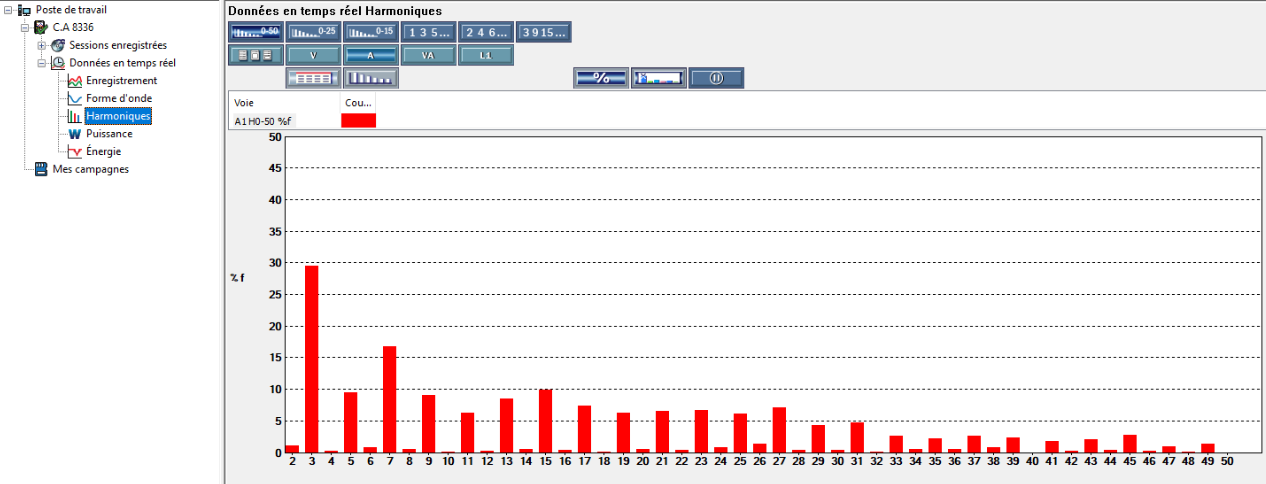 Poste de travail
C.A 8336
Sessions enregistrées
Données en temps réel
Enregistrement
Forme d'onde
Harmoniques
Puissance
Énergie
Mes campagnes
Données en temps réel Harmoniques
0-50 0-25 0-15 1 3 5... 2 4 6... 3 9 15...
V A VA L1
%
Voie Cou...
A1 H0-50 %f
50
45
40
35
30
% f
25
20
15
10
5
0
2 3 4 5 6 7 8 9 10 11 12 13 14 15 16 17 18 19 20 21 22 23 24 25 26 27 28 29 30 31 32 33 34 35 36 37 38 39 40 41 42 43 44 45 46 47 48 49 50